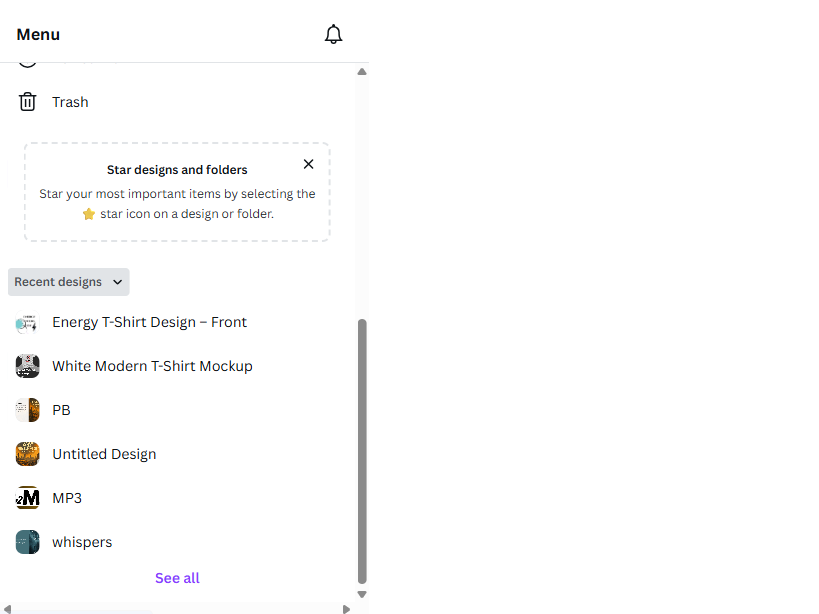 Menu
Trash
Star designs and folders
Star your most important items by selecting the
⭐ star icon on a design or folder.
Recent designs
Energy T-Shirt Design – Front
White Modern T-Shirt Mockup
PB
Untitled Design
MP3
whispers
See all